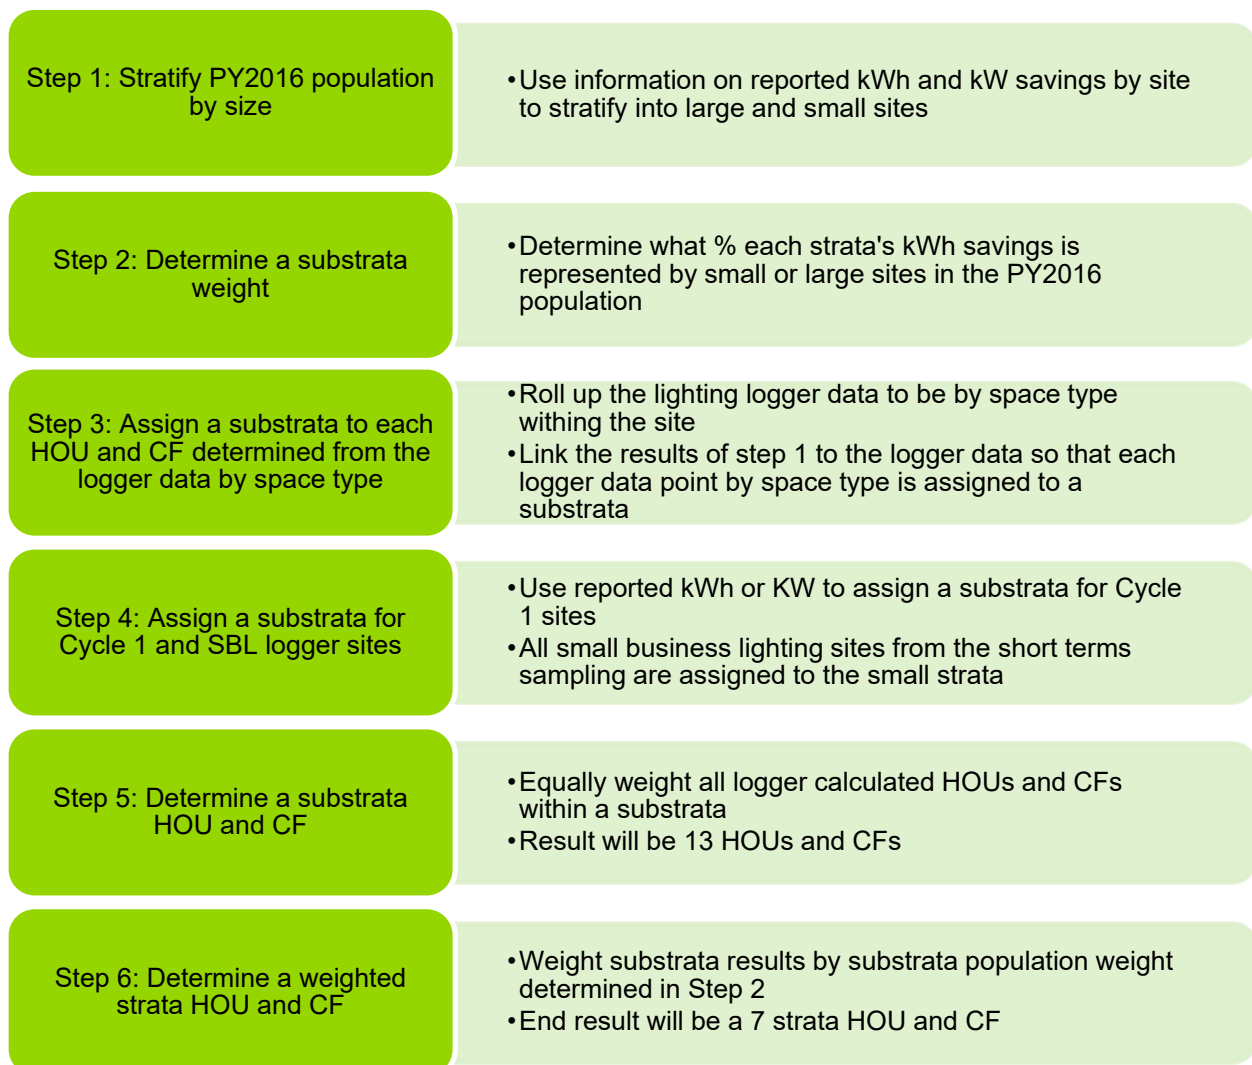 Step 1: Stratify PY2016 population
by size
•Use information on reported kWh and kW savings by site
to stratify into large and small sites
Step 2: Determine a substrata
weight
•Determine what % each strata's kWh savings is
represented by small or large sites in the PY2016
population
Step 3: Assign a substrata to each
HOU and CF determined from the
logger data by space type
•Roll up the lighting logger data to be by space type
withing the site
•Link the results of step 1 to the logger data so that each
logger data point by space type is assigned to a
substrata
Step 4: Assign a substrata for
Cycle 1 and SBL logger sites
•Use reported kWh or KW to assign a substrata for Cycle
1 sites
•All small business lighting sites from the short terms
sampling are assigned to the small strata
Step 5: Determine a substrata
HOU and CF
•Equally weight all logger calculated HOUs and CFs
within a substrata
•Result will be 13 HOUs and CFs
Step 6: Determine a weighted
strata HOU and CF
•Weight substrata results by substrata population weight
determined in Step 2
•End result will be a 7 strata HOU and CF